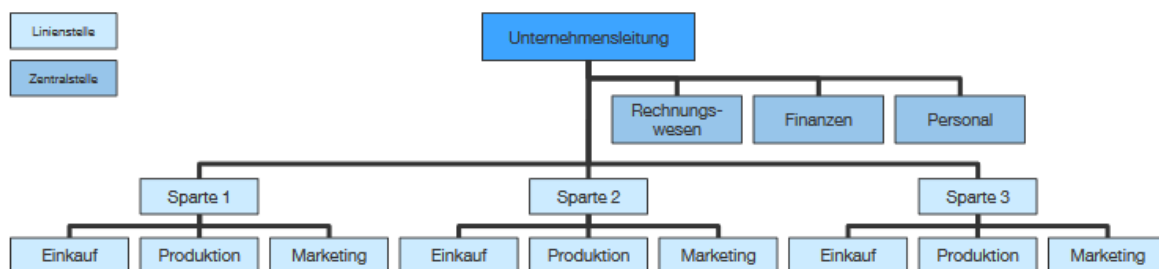 Linienstelle
Unternehmensleitung
Zentralstelle
Rechnungs-
wesen
Finanzen
Personal
Sparte 1
Sparte 2
Sparte 3
Einkauf
Produktion
Marketing
Einkauf
Produktion
Marketing
Einkauf
Produktion
Marketing